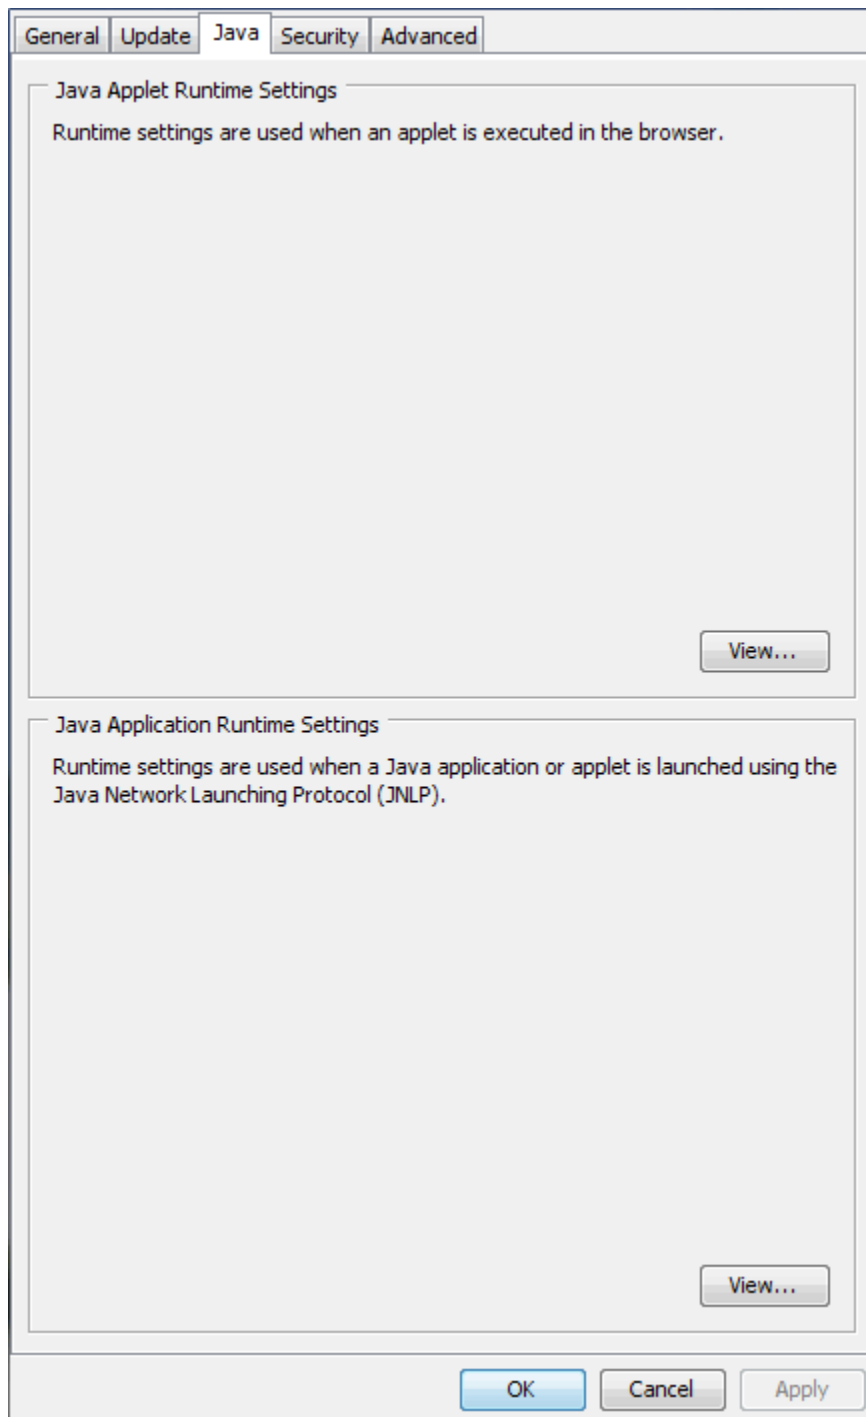 General Update Java Security Advanced
Java Applet Runtime Settings
Runtime settings are used when an applet is executed in the browser.
View...
Java Application Runtime Settings
Runtime settings are used when a Java application or applet is launched using the
Java Network Launching Protocol (JNLP).
View...
OK Cancel Apply